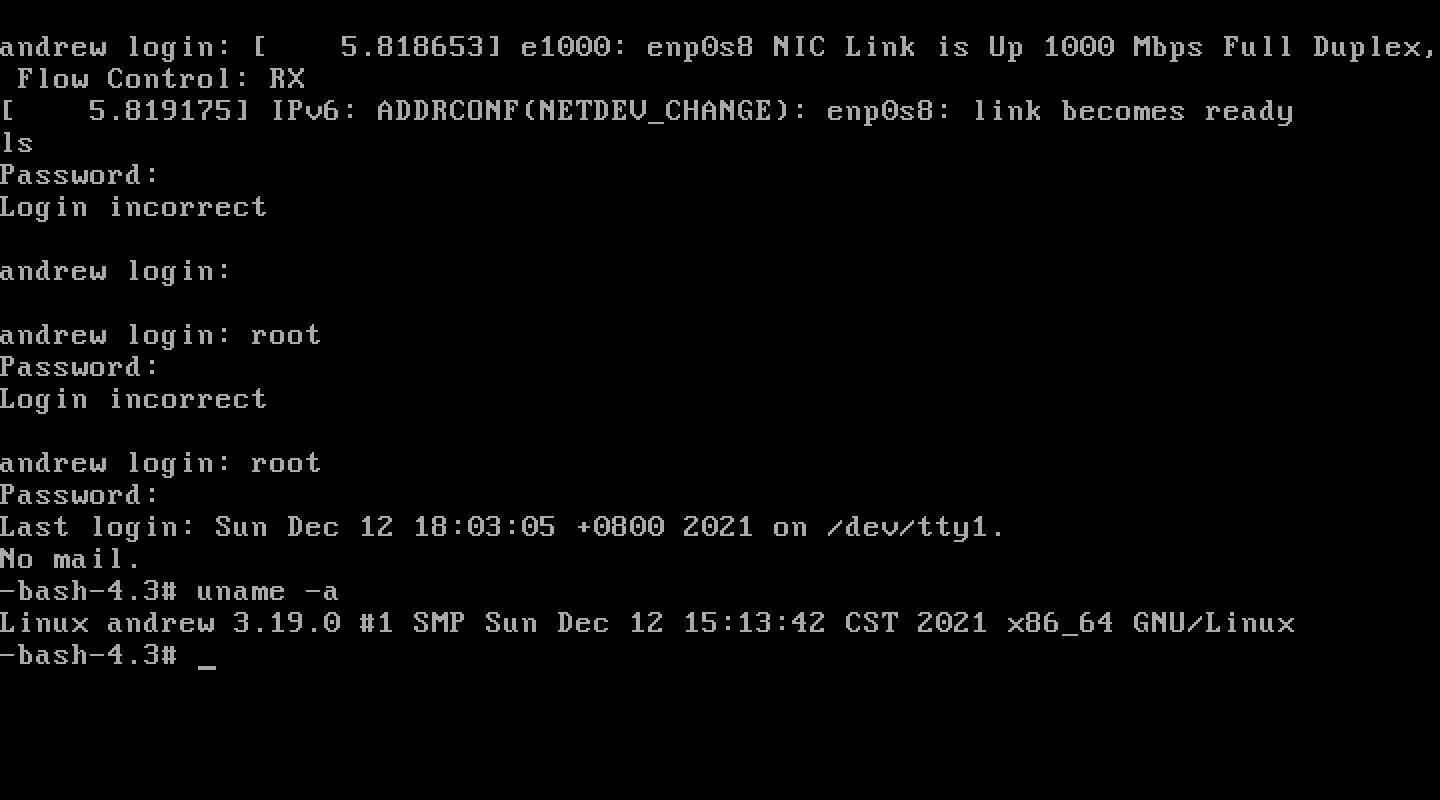 andrew login: [    5.818653] e1000: enp0s8 NIC Link is Up 1000 Mbps Full Duplex,
 Flow Control: RX
[    5.819175] IPv6: ADDRCONF(NETDEV_CHANGE): enp0s8: link becomes ready
ls
Password:
Login incorrect

andrew login:

andrew login: root
Password:
Login incorrect

andrew login: root
Password:
Last login: Sun Dec 12 18:03:05 +0800 2021 on /dev/tty1.
No mail.
-bash-4.3# uname -a
Linux andrew 3.19.0 #1 SMP Sun Dec 12 15:13:42 CST 2021 x86_64 GNU/Linux
-bash-4.3# _